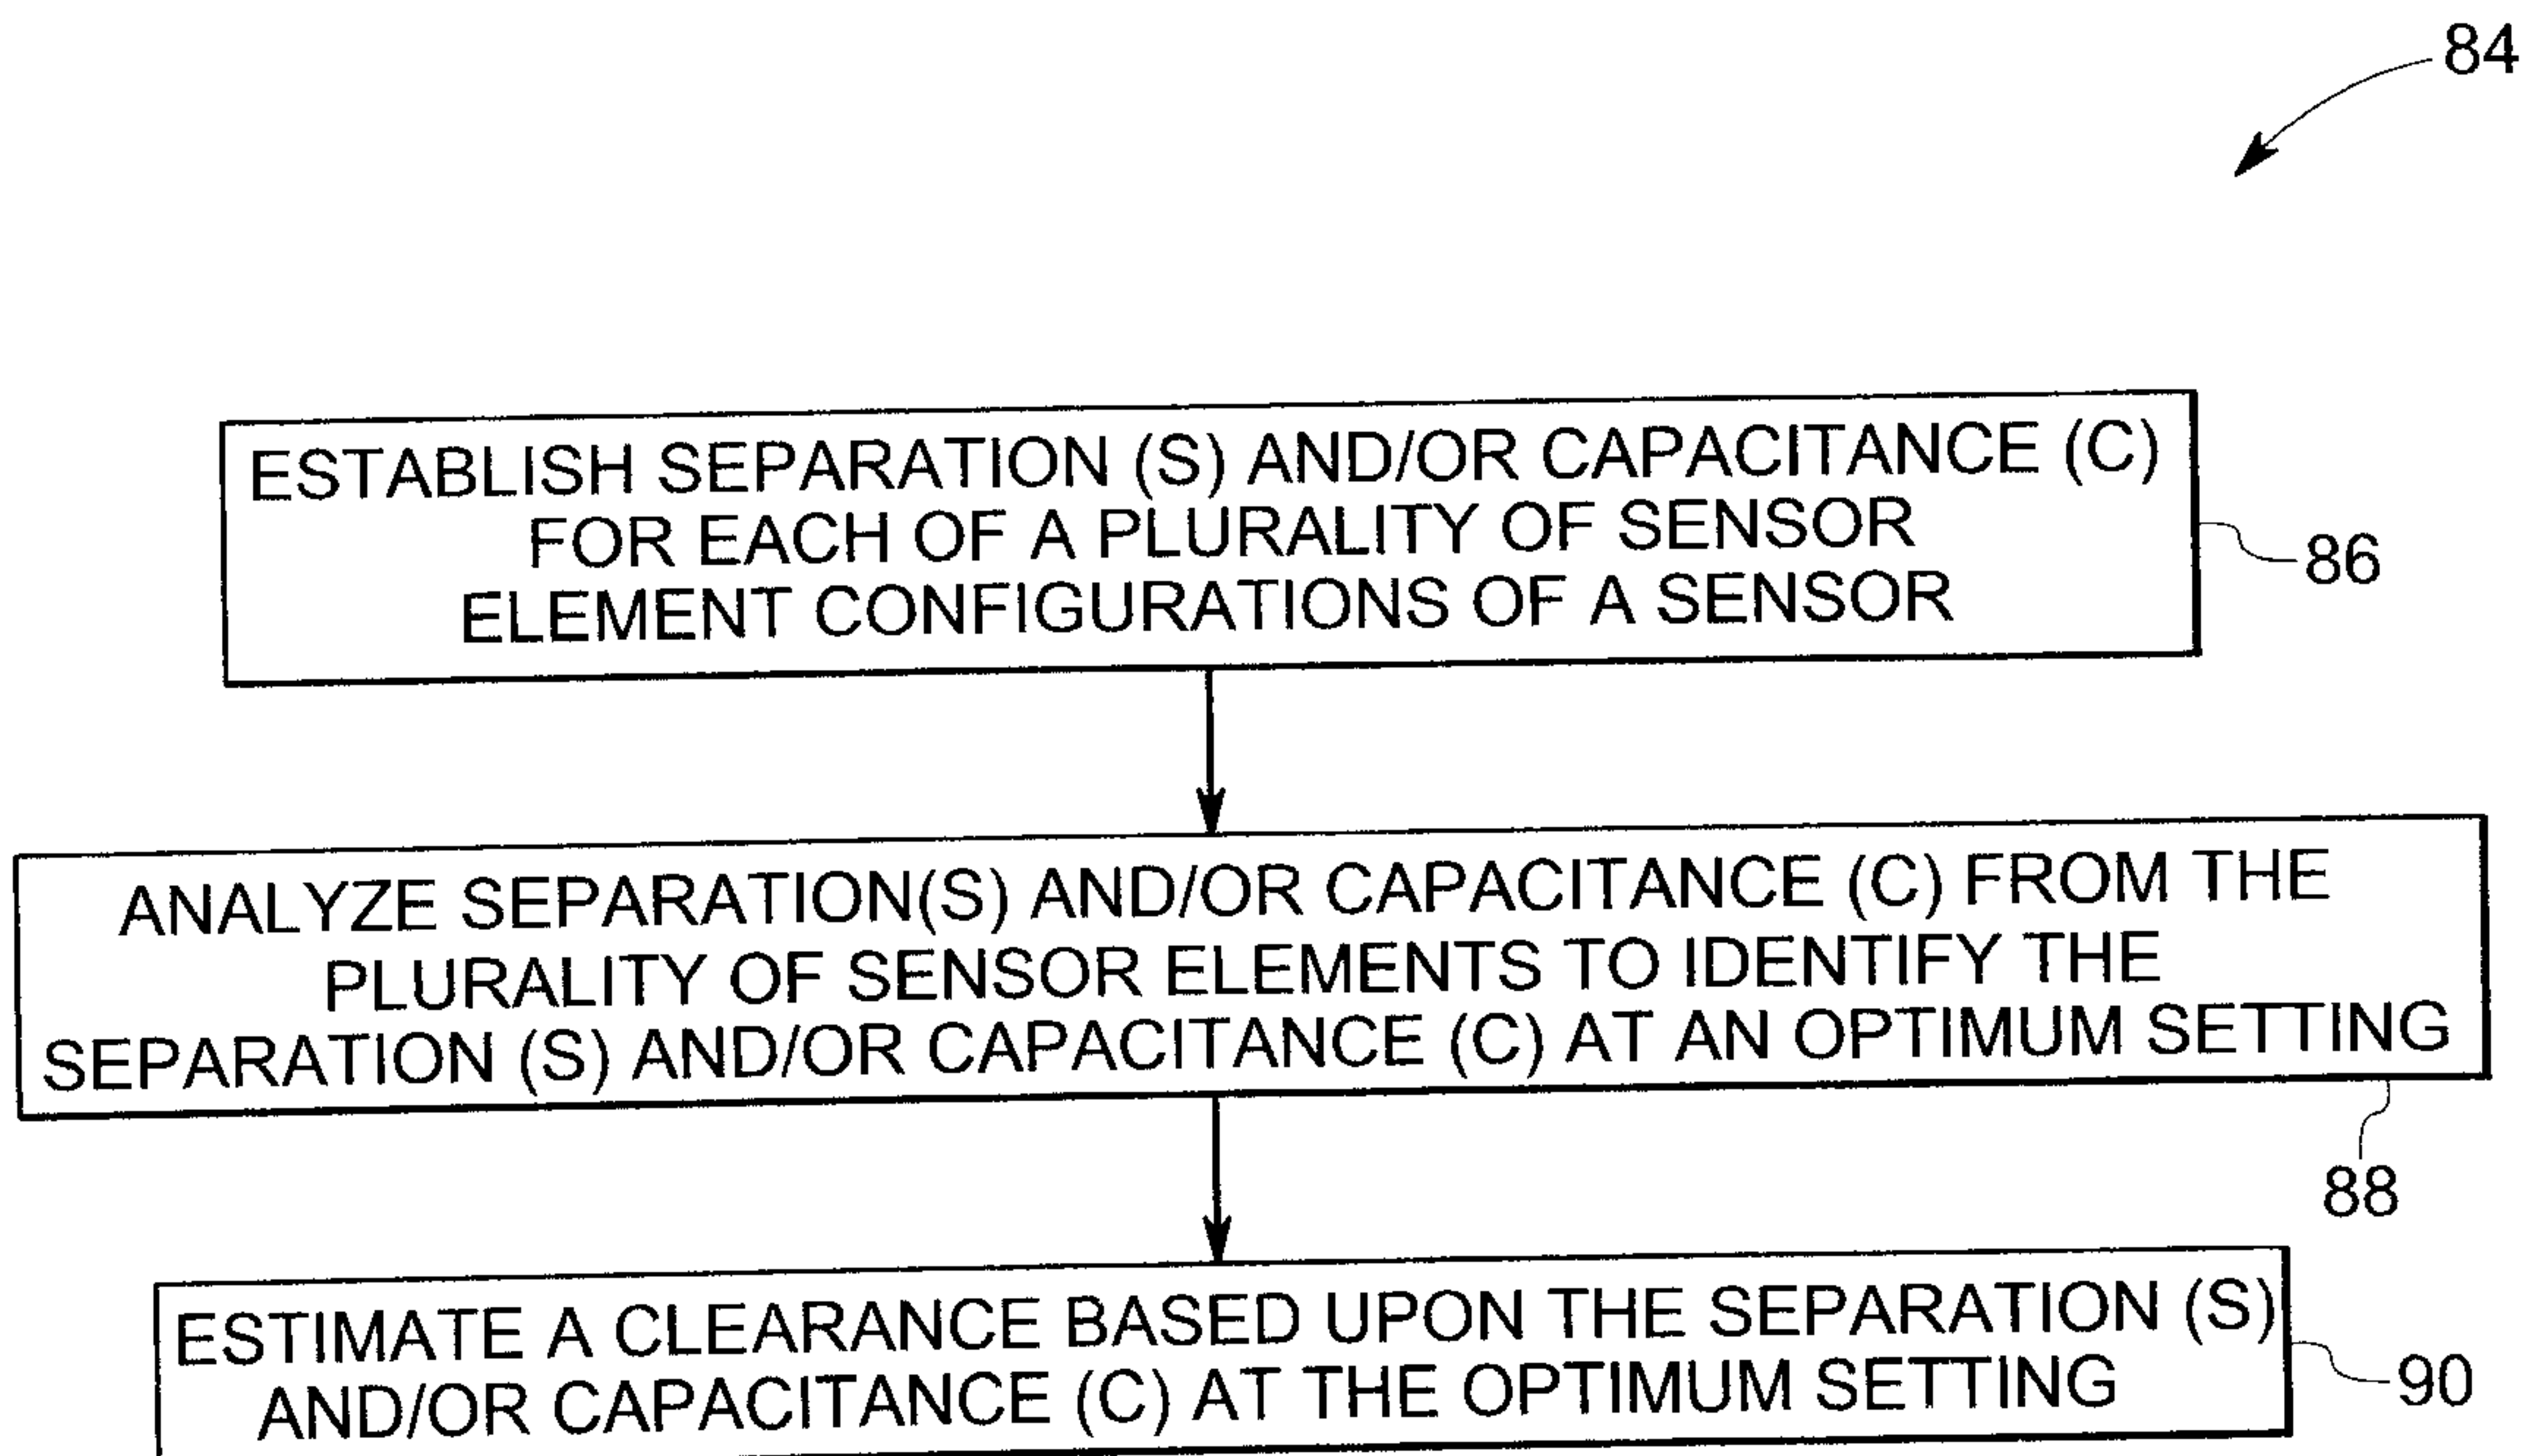 84
ESTABLISH SEPARATION (S) AND/OR CAPACITANCE (C)
FOR EACH OF A PLURALITY OF SENSOR
ELEMENT CONFIGURATIONS OF A SENSOR
86
ANALYZE SEPARATION(S) AND/OR CAPACITANCE (C) FROM THE
PLURALITY OF SENSOR ELEMENTS TO IDENTIFY THE
SEPARATION (S) AND/OR CAPACITANCE (C) AT AN OPTIMUM SETTING
88
ESTIMATE A CLEARANCE BASED UPON THE SEPARATION (S)
AND/OR CAPACITANCE (C) AT THE OPTIMUM SETTING
90